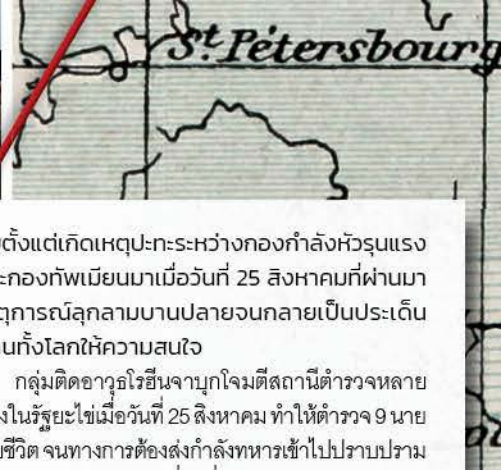 St. Pétersbourg
ตั้งแต่เกิดเหตุปะทะระหว่างกองกำลังหัวรุนแรง
กองทัพเมียนมาเมื่อวันที่ 25 สิงหาคมที่ผ่านมา
ตุการณ์ลุกลามบานปลายจนกลายเป็นประเด็น
นทั้งโลกให้ความสนใจ
กลุ่มติดอาวุธโรฮีนจาบุกโจมตีสถานีตำรวจหลาย
งในรัฐยะไข่เมื่อวันที่ 25 สิงหาคม ทำให้ตำรวจ 9 นาย
ยชีวิต จนทางการต้องส่งกำลังทหารเข้าไปปราบปราม